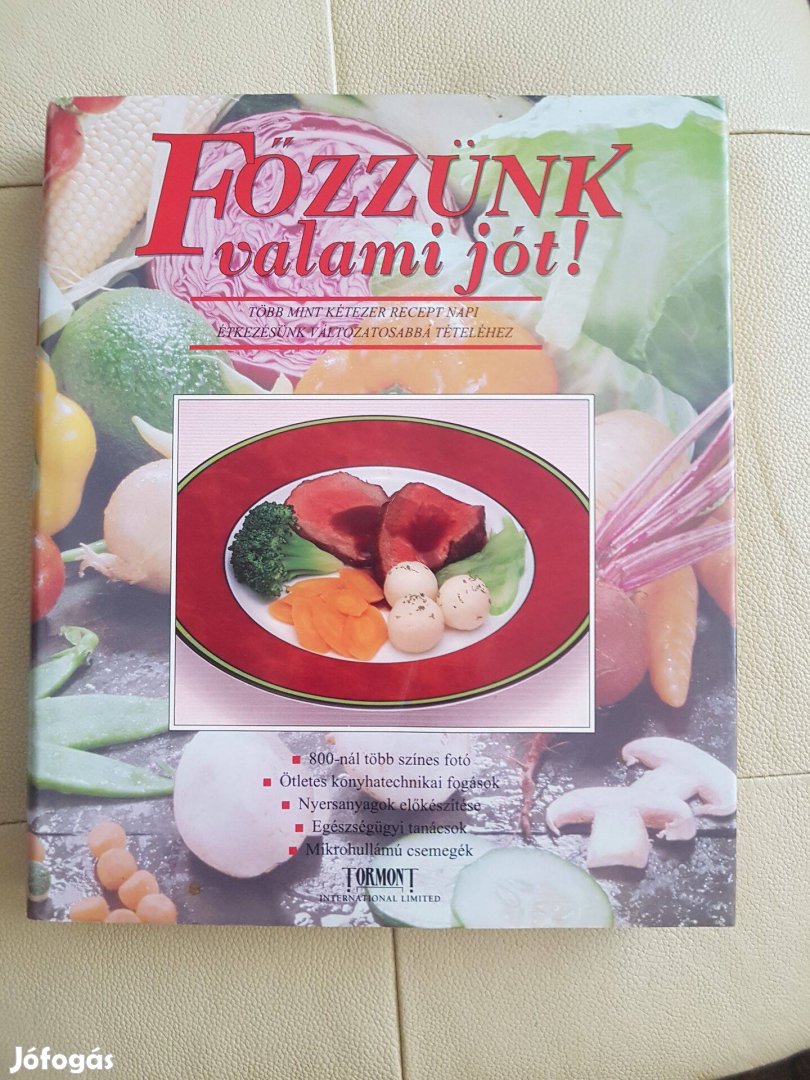 FŐZZÜNK
valami jót!
TÖBB MINT KÉTEZER RECEPT NAPI
ÉTKEZÉSÜNK VÁLTOZATOSABBÁ TÉTELÉHEZ
800-nál több színes fotó
Ötletes konyhatechnikai fogások
Nyersanyagok előkészítése
Egészségügyi tanácsok
Mikrohullámú csemegék
TORMONT
INTERNATIONAL LIMITED
Jófogás